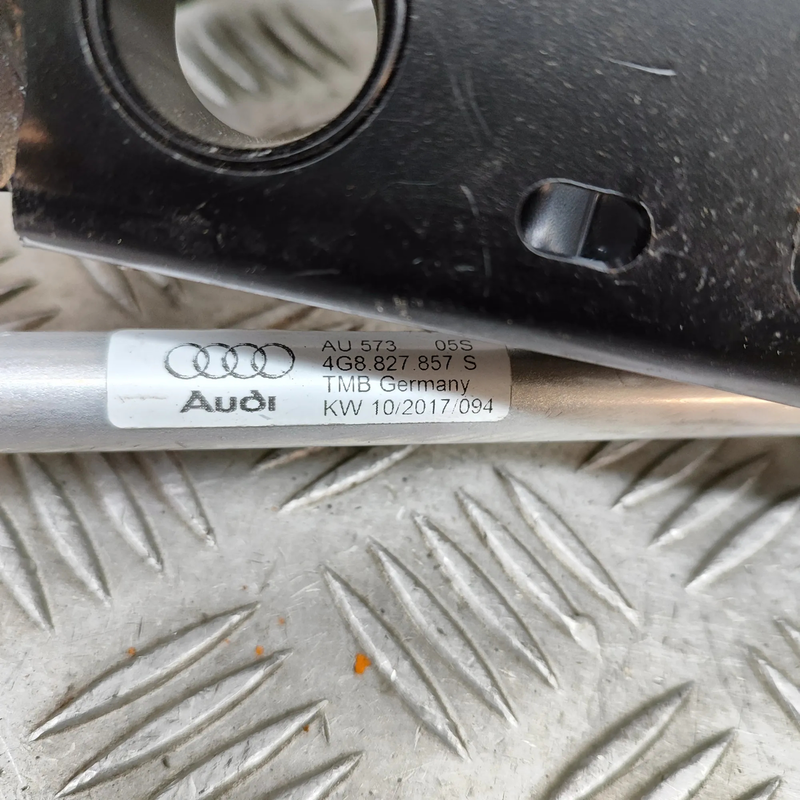 AU 573 05S
4G8.827.857 S
TMB Germany
KW 10/2017/094
Audi